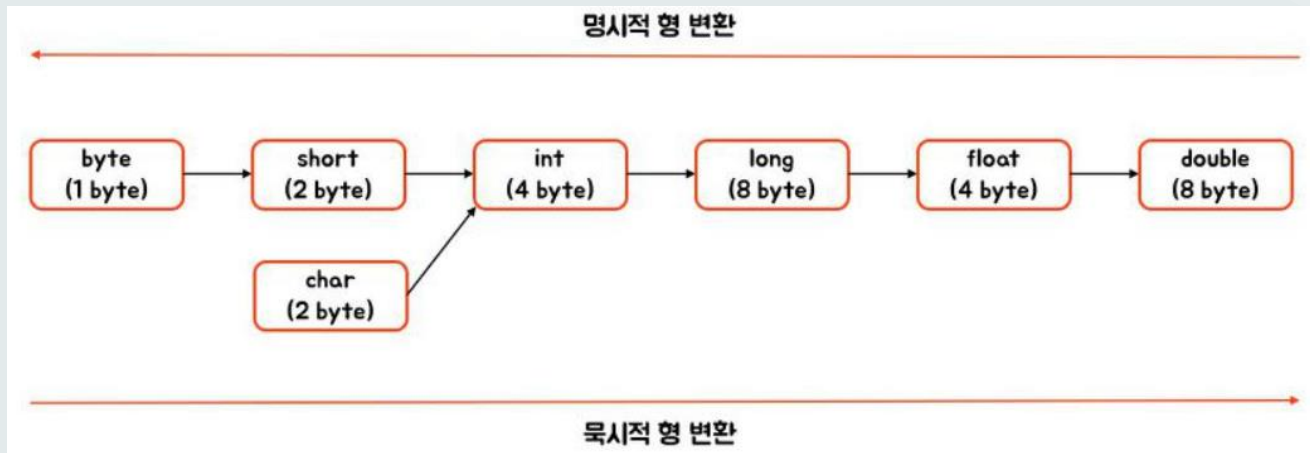 명시적 형 변환
byte
(1 byte)
short
(2 byte)
int
(4 byte)
long
(8 byte)
float
(4 byte)
double
(8 byte)
char
(2 byte)
묵시적 형 변환